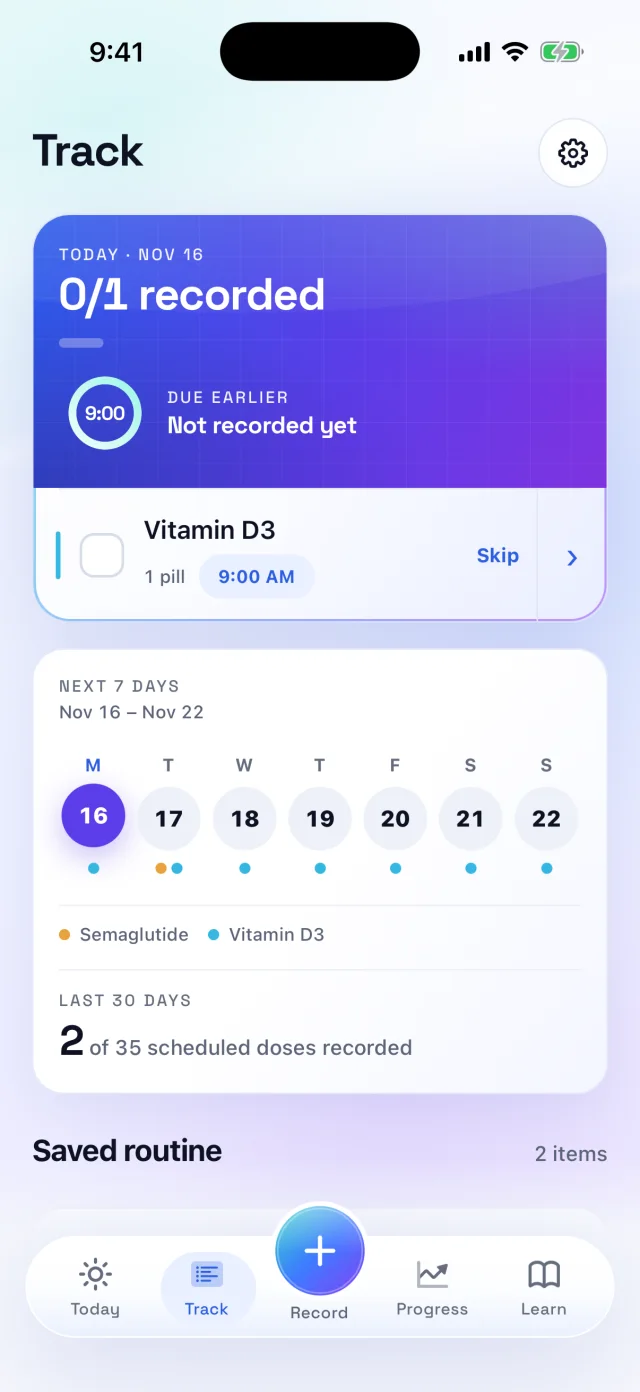 9:41
Track
TODAY · NOV 16
0/1 recorded
9:00
DUE EARLIER
Not recorded yet
Vitamin D3
1 pill
9:00 AM
Skip
NEXT 7 DAYS
Nov 16 – Nov 22
M T W T F S S
16 17 18 19 20 21 22
Semaglutide Vitamin D3
LAST 30 DAYS
2 of 35 scheduled doses recorded
Saved routine
2 items
Today
Track
Record
Progress
Learn